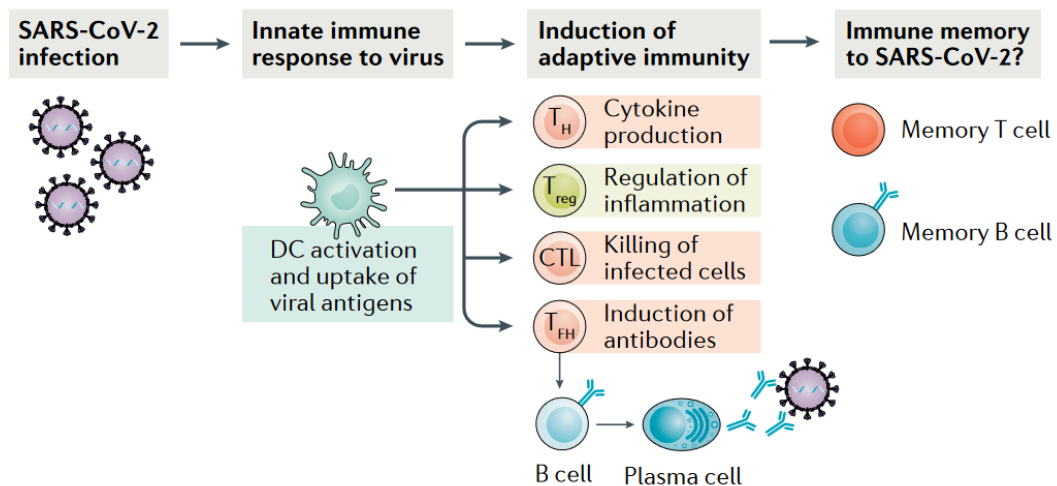 SARS-CoV-2
infection
Innate immune
response to virus
Induction of
adaptive immunity
Immune memory
to SARS-CoV-2?
DC activation
and uptake of
viral antigens
TH
Cytokine
production
Treg
Regulation of
inflammation
CTL
Killing of
infected cells
TFH
Induction of
antibodies
B cell
Plasma cell
Memory T cell
Memory B cell